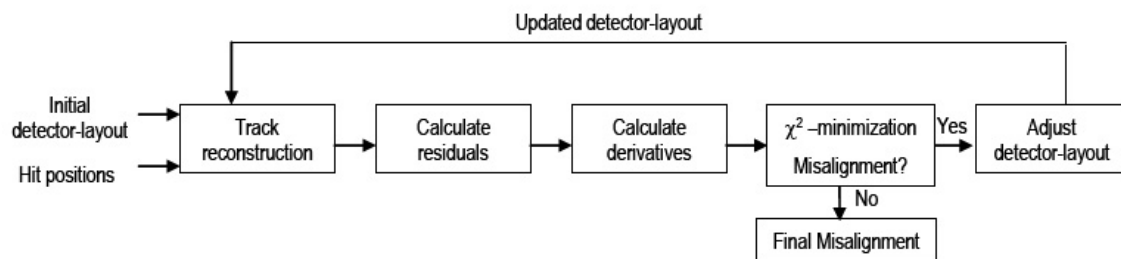 Updated detector-layout
Initial
detector-layout
Hit positions
Track
reconstruction
Calculate
residuals
Calculate
derivatives
χ² –minimization
Misalignment?
Yes
Adjust
detector-layout
No
Final Misalignment